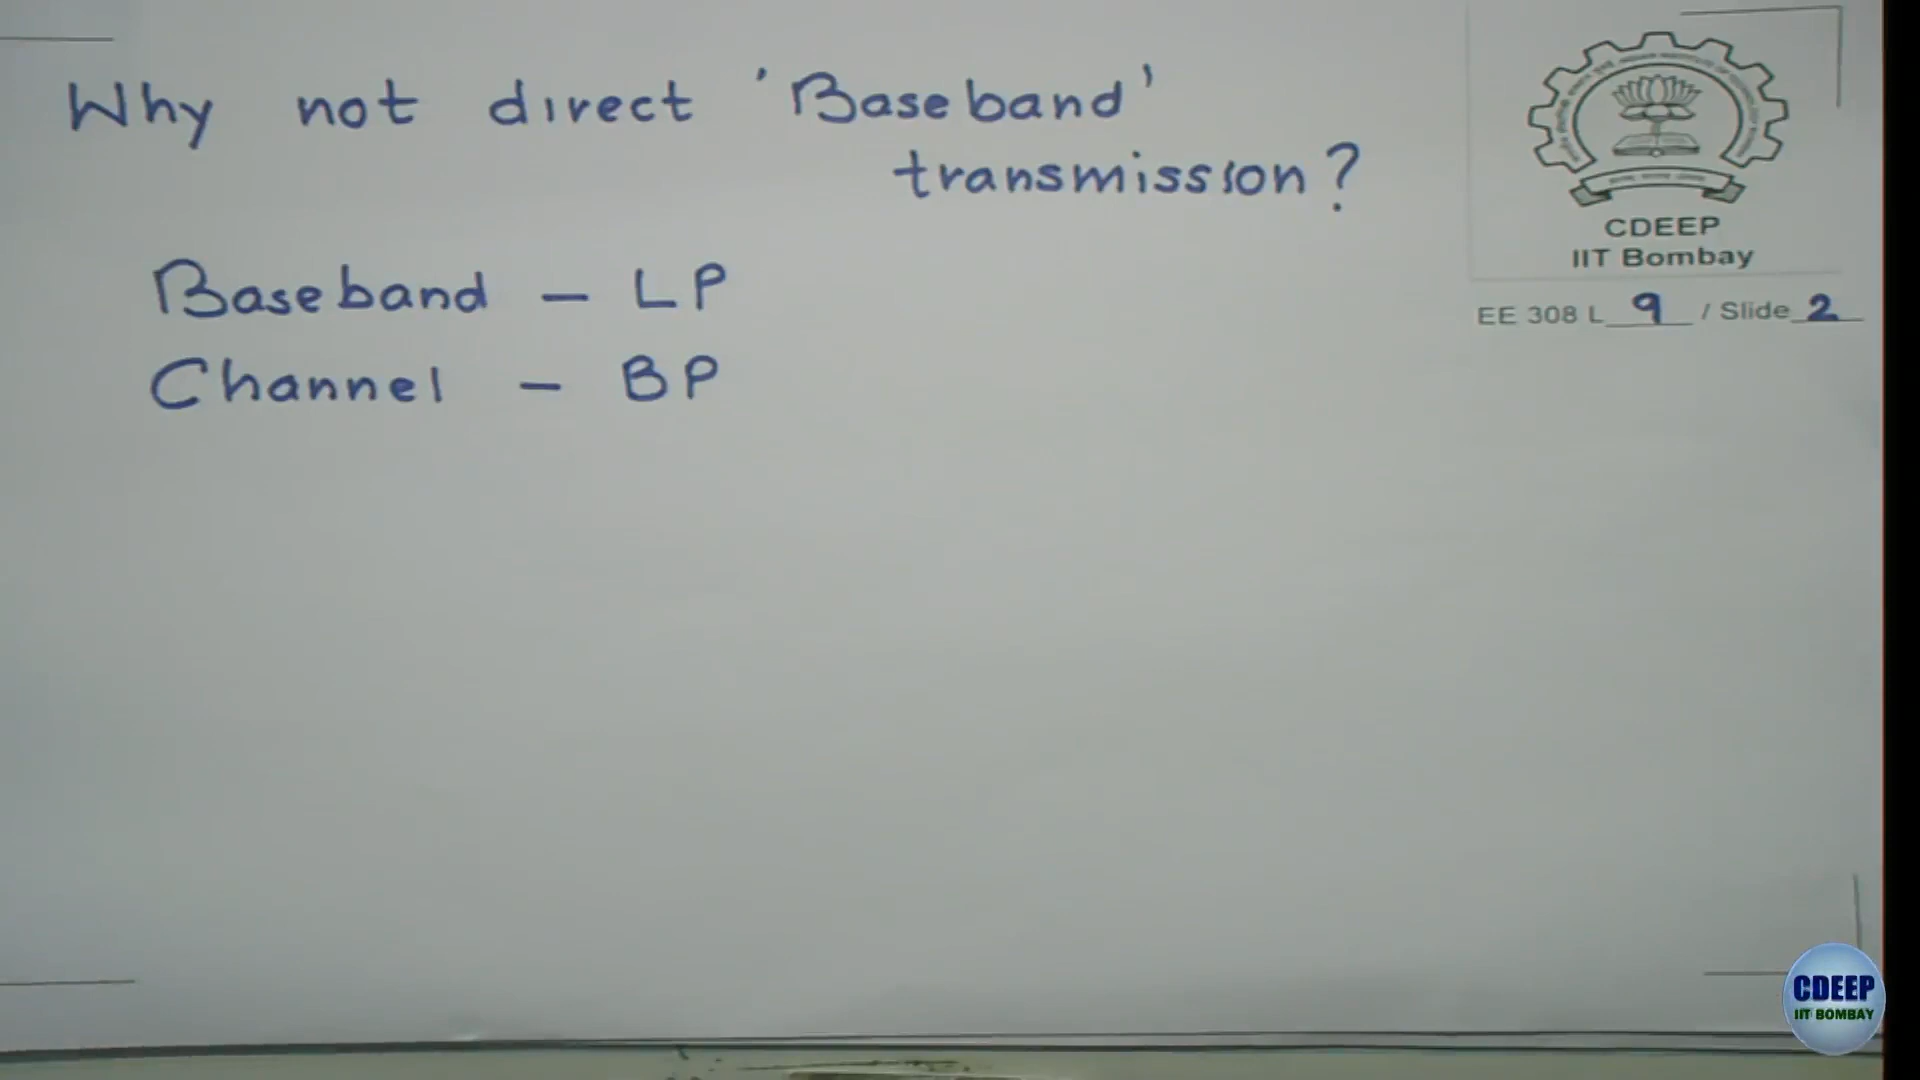 Why not direct 'Baseband'
transmission?
Baseband – LP
Channel – BP
CDEEP
IIT Bombay
EE 308 L 9 / Slide 2
CDEEP
IIT BOMBAY